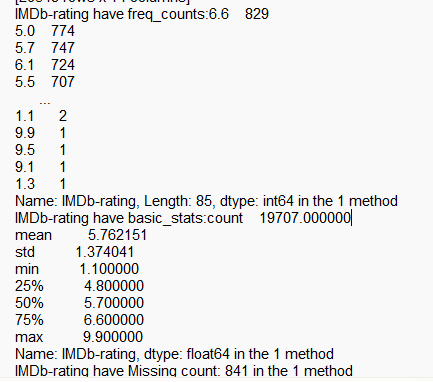 IMDb-rating have freq_counts:6.6    829
5.0    774
5.7    747
6.1    724
5.5    707
...
1.1    2
9.9    1
9.5    1
9.1    1
1.3    1
Name: IMDb-rating, Length: 85, dtype: int64 in the 1 method
IMDb-rating have basic_stats:count    19707.000000
mean    5.762151
std    1.374041
min    1.100000
25%    4.800000
50%    5.700000
75%    6.600000
max    9.900000
Name: IMDb-rating, dtype: float64 in the 1 method
IMDb-rating have Missing count: 841 in the 1 method